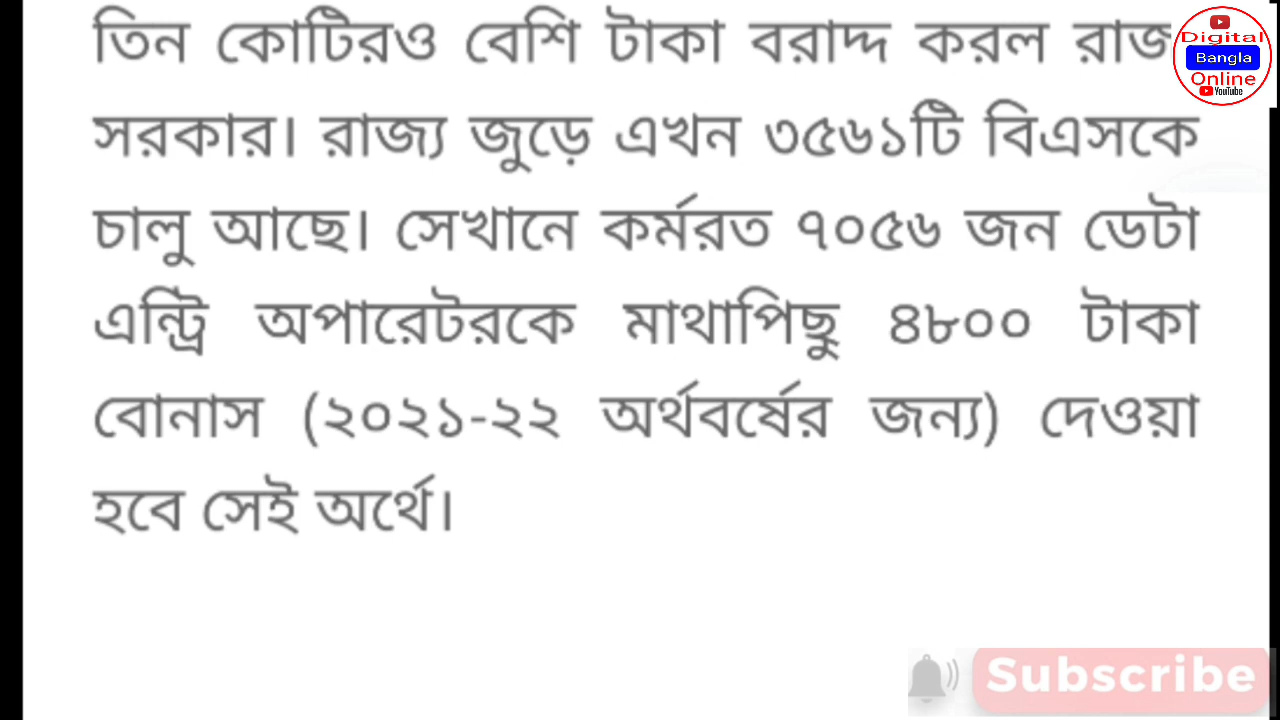 তিন কোটিরও বেশি টাকা বরাদ্দ করল
সরকার। রাজ্য জুড়ে এখন ৩৫৬১টি বিএসকে
চালু আছে। সেখানে কর্মরত ৭০৫৬ জন ডেটা
এন্ট্রি অপারেটরকে মাথাপিছু ৪৮০০ টাকা
বোনাস (২০২১-২২ অর্থবর্ষের জন্য) দেওয়া
হবে সেই অর্থে।
Digital
Bangla
Online
YouTube
Subscribe